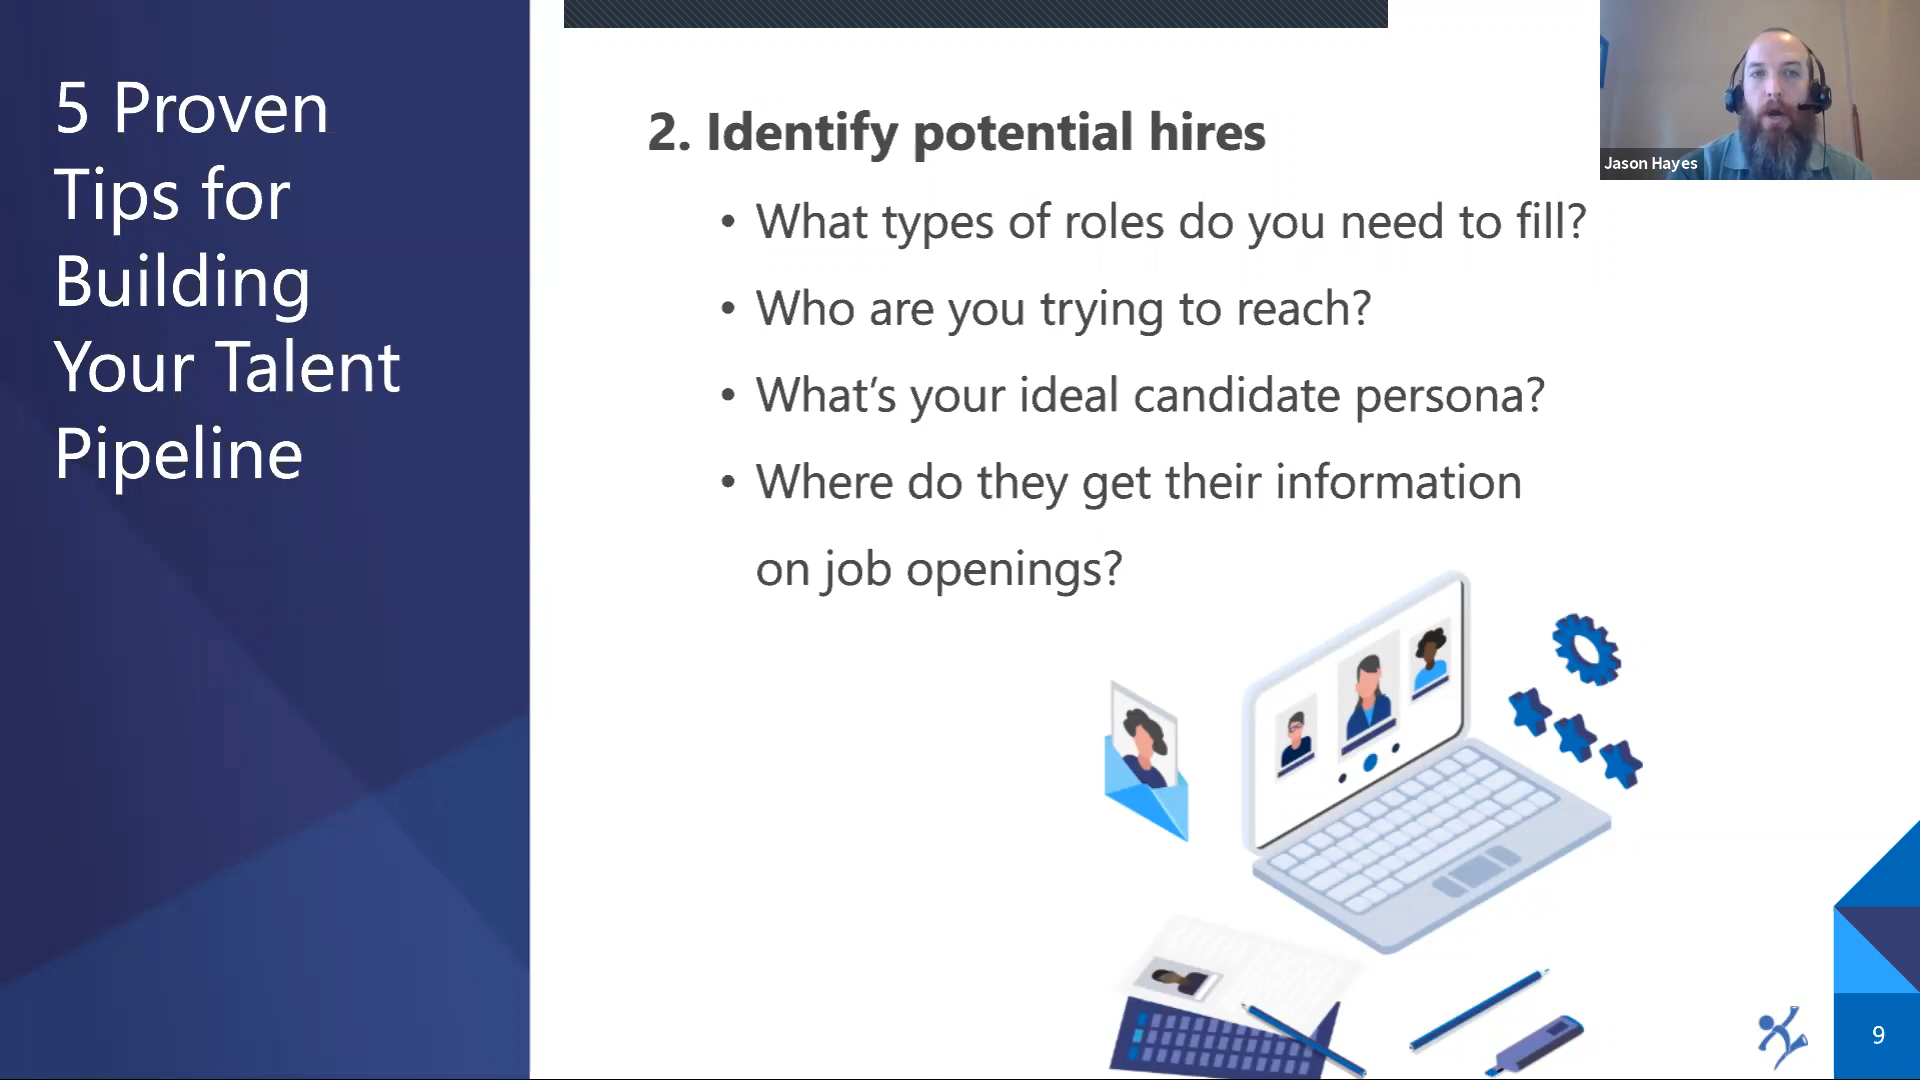 5 Proven
Tips for
Building
Your Talent
Pipeline
2. Identify potential hires
• What types of roles do you need to fill?
• Who are you trying to reach?
• What’s your ideal candidate persona?
• Where do they get their information
on job openings?
Jason Hayes
9